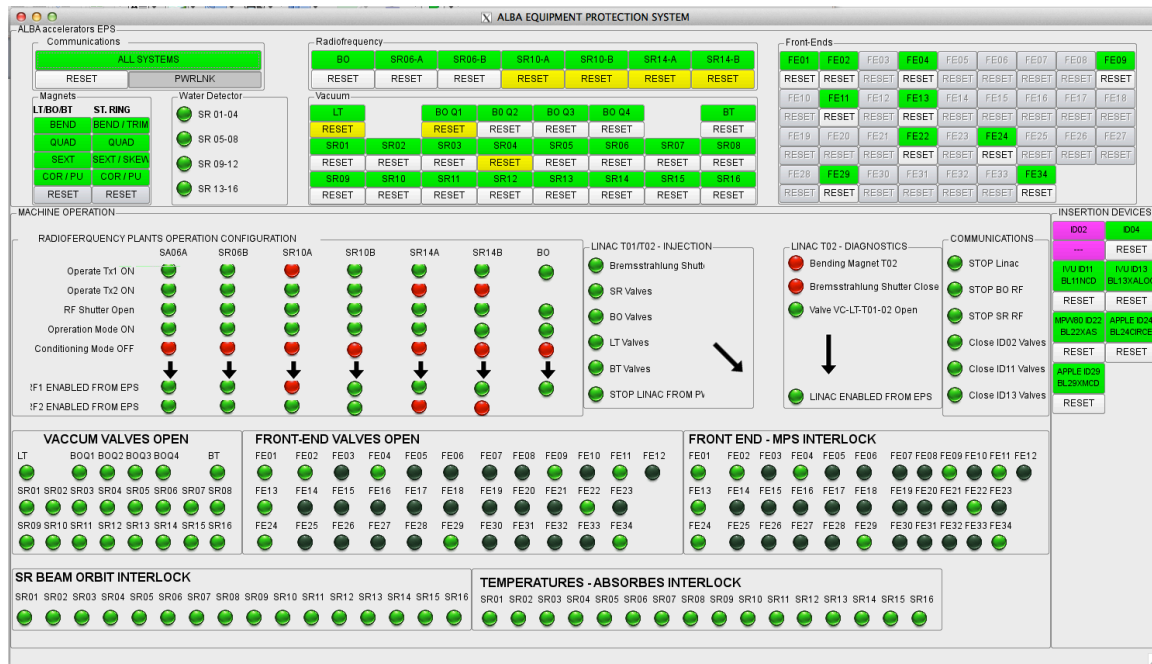 ALBA EQUIPMENT PROTECTION SYSTEM
ALBA accelerators EPS
Communications
ALL SYSTEMS
RESET PWRLNK
Magnets
LT/BO/BT ST. RING
BEND BEND / TRIM
QUAD QUAD
SEXT SEXT / SKEW
COR / PU COR / PU
RESET RESET
Water Detector
SR 01-04
SR 05-08
SR 09-12
SR 13-16
Radiofrequency
BO SR06-A SR06-B SR10-A SR10-B SR14-A SR14-B
RESET RESET RESET RESET RESET RESET RESET
Vacuum
LT BO Q1 BO Q2 BO Q3 BO Q4 BT
RESET RESET RESET RESET RESET RESET
SR01 SR02 SR03 SR04 SR05 SR06 SR07 SR08
RESET RESET RESET RESET RESET RESET RESET RESET
SR09 SR10 SR11 SR12 SR13 SR14 SR15 SR16
RESET RESET RESET RESET RESET RESET RESET RESET
Front-Ends
FE01 FE02 FE03 FE04 FE05 FE06 FE07 FE08 FE09
RESET RESET RESET RESET RESET RESET RESET RESET RESET
FE10 FE11 FE12 FE13 FE14 FE15 FE16 FE17 FE18
RESET RESET RESET RESET RESET RESET RESET RESET RESET
FE19 FE20 FE21 FE22 FE23 FE24 FE25 FE26 FE27
RESET RESET RESET RESET RESET RESET RESET RESET RESET
FE28 FE29 FE30 FE31 FE32 FE33 FE34
RESET RESET RESET RESET RESET RESET RESET
MACHINE OPERATION
RADIOFERQUENCY PLANTS OPERATION CONFIGURATION
SA06A SR06B SR10A SR10B SR14A SR14B BO
Operate Tx1 ON
Operate Tx2 ON
RF Shutter Open
Opreration Mode ON
Conditioning Mode OFF
RF1 ENABLED FROM EPS
RF2 ENABLED FROM EPS
LINAC T01/T02 - INJECTION
Bremsstrahlung Shutt
SR Valves
BO Valves
LT Valves
BT Valves
STOP LINAC FROM PV
LINAC T02 - DIAGNOSTICS
Bending Magnet T02
Bremsstrahlung Shutter Close
Valve VC-LT-T01-02 Open
LINAC ENABLED FROM EPS
COMMUNICATIONS
STOP Linac
STOP BO RF
STOP SR RF
Close ID02 Valves
Close ID11 Valves
Close ID13 Valves
INSERTION DEVICES
ID02 ID04
--- RESET
IVU ID11 IVU ID13
BL11NCD BL13XALOC
RESET RESET
MPW80 ID22 APPLE ID24
BL22XAS BL24CIRCE
RESET RESET
APPLE ID29
BL29XMCD
RESET
VACCUM VALVES OPEN
LT BOQ1 BOQ2 BOQ3 BOQ4 BT
SR01 SR02 SR03 SR04 SR05 SR06 SR07 SR08
SR09 SR10 SR11 SR12 SR13 SR14 SR15 SR16
FRONT-END VALVES OPEN
FE01 FE02 FE03 FE04 FE05 FE06 FE07 FE08 FE09 FE10 FE11 FE12
FE13 FE14 FE15 FE16 FE17 FE18 FE19 FE20 FE21 FE22 FE23
FE24 FE25 FE26 FE27 FE28 FE29 FE30 FE31 FE32 FE33 FE34
FRONT END - MPS INTERLOCK
FE01 FE02 FE03 FE04 FE05 FE06 FE07 FE08 FE09 FE10 FE11 FE12
FE13 FE14 FE15 FE16 FE17 FE18 FE19 FE20 FE21 FE22 FE23
FE24 FE25 FE26 FE27 FE28 FE29 FE30 FE31 FE32 FE33 FE34
SR BEAM ORBIT INTERLOCK
SR01 SR02 SR03 SR04 SR05 SR06 SR07 SR08 SR09 SR10 SR11 SR12 SR13 SR14 SR15 SR16
TEMPERATURES - ABSORBES INTERLOCK
SR01 SR02 SR03 SR04 SR05 SR06 SR07 SR08 SR09 SR10 SR11 SR12 SR13 SR14 SR15 SR16